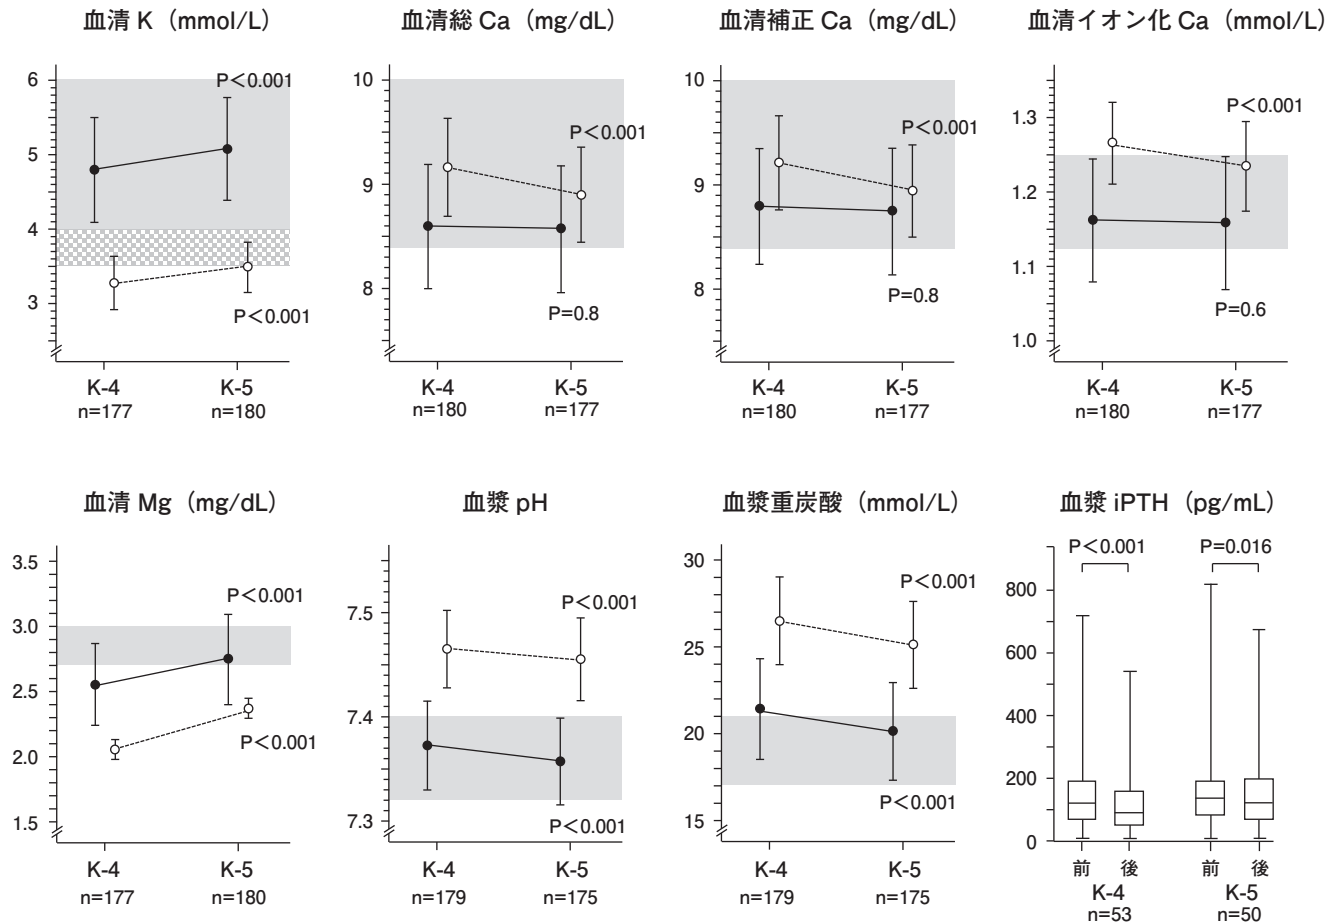 血清 K（mmol/L）
6
5
4
3
P＜0.001
P＜0.001
K-4
n=177
K-5
n=180
血清総 Ca（mg/dL）
10
9
8
P＜0.001
P=0.8
K-4
n=180
K-5
n=177
血清補正 Ca（mg/dL）
10
9
8
P＜0.001
P=0.8
K-4
n=180
K-5
n=177
血清イオン化 Ca（mmol/L）
1.3
1.2
1.1
1.0
P＜0.001
P=0.6
K-4
n=180
K-5
n=177
血清 Mg（mg/dL）
3.5
3.0
2.5
2.0
1.5
P＜0.001
P＜0.001
K-4
n=177
K-5
n=180
血漿 pH
7.5
7.4
7.3
P＜0.001
P＜0.001
K-4
n=179
K-5
n=175
血漿重炭酸（mmol/L）
30
25
20
15
P＜0.001
P＜0.001
K-4
n=179
K-5
n=175
血漿 iPTH（pg/mL）
P＜0.001
P=0.016
800
600
400
200
0
前 後 前 後
K-4
n=53
K-5
n=50